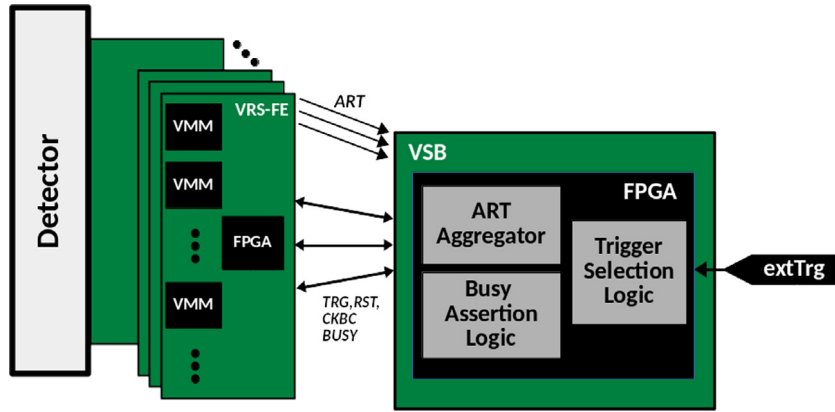 Detector
VRS-FE
VMM
VMM
FPGA
VMM
ART
TRG,RST,
CKBC
BUSY
VSB
FPGA
ART
Aggregator
Busy
Assertion
Logic
Trigger
Selection
Logic
extTrg